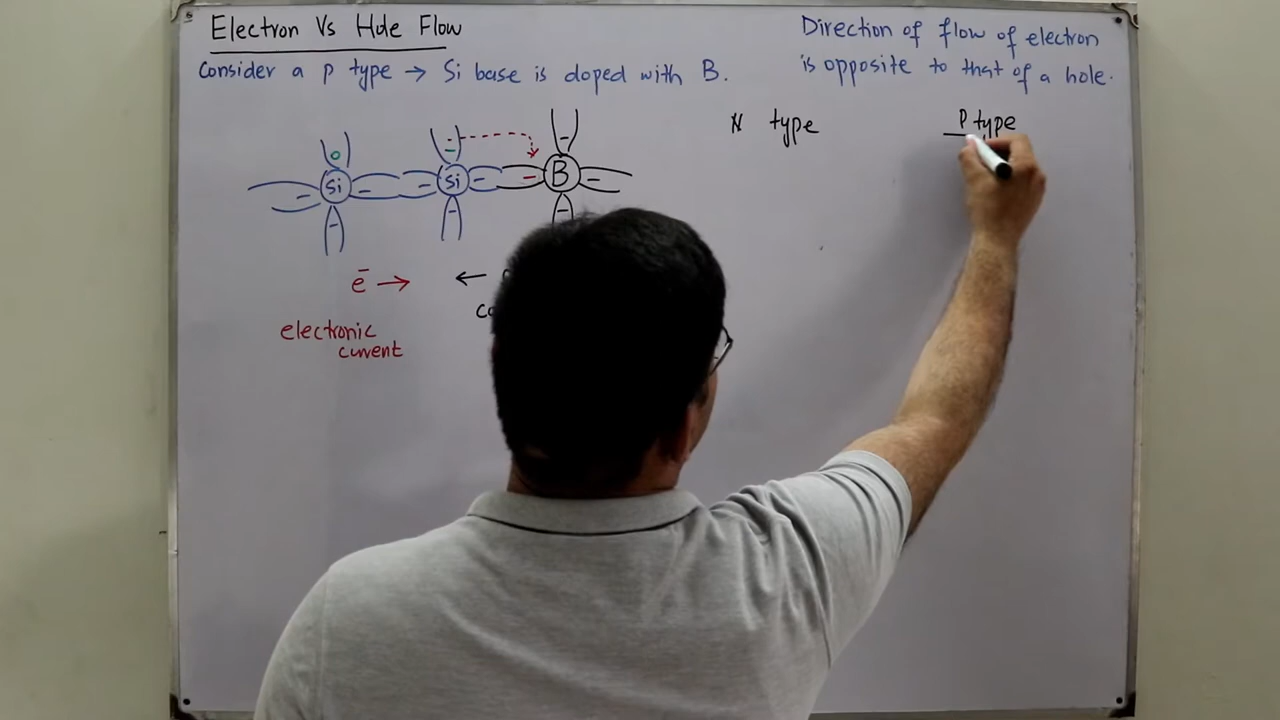 Electron Vs Hole Flow
Consider a P type → Si base is doped with B.
Direction of flow of electron
is opposite to that of a hole.
N type
P type
Si
Si
B
e⁻ →
←
electronic
current